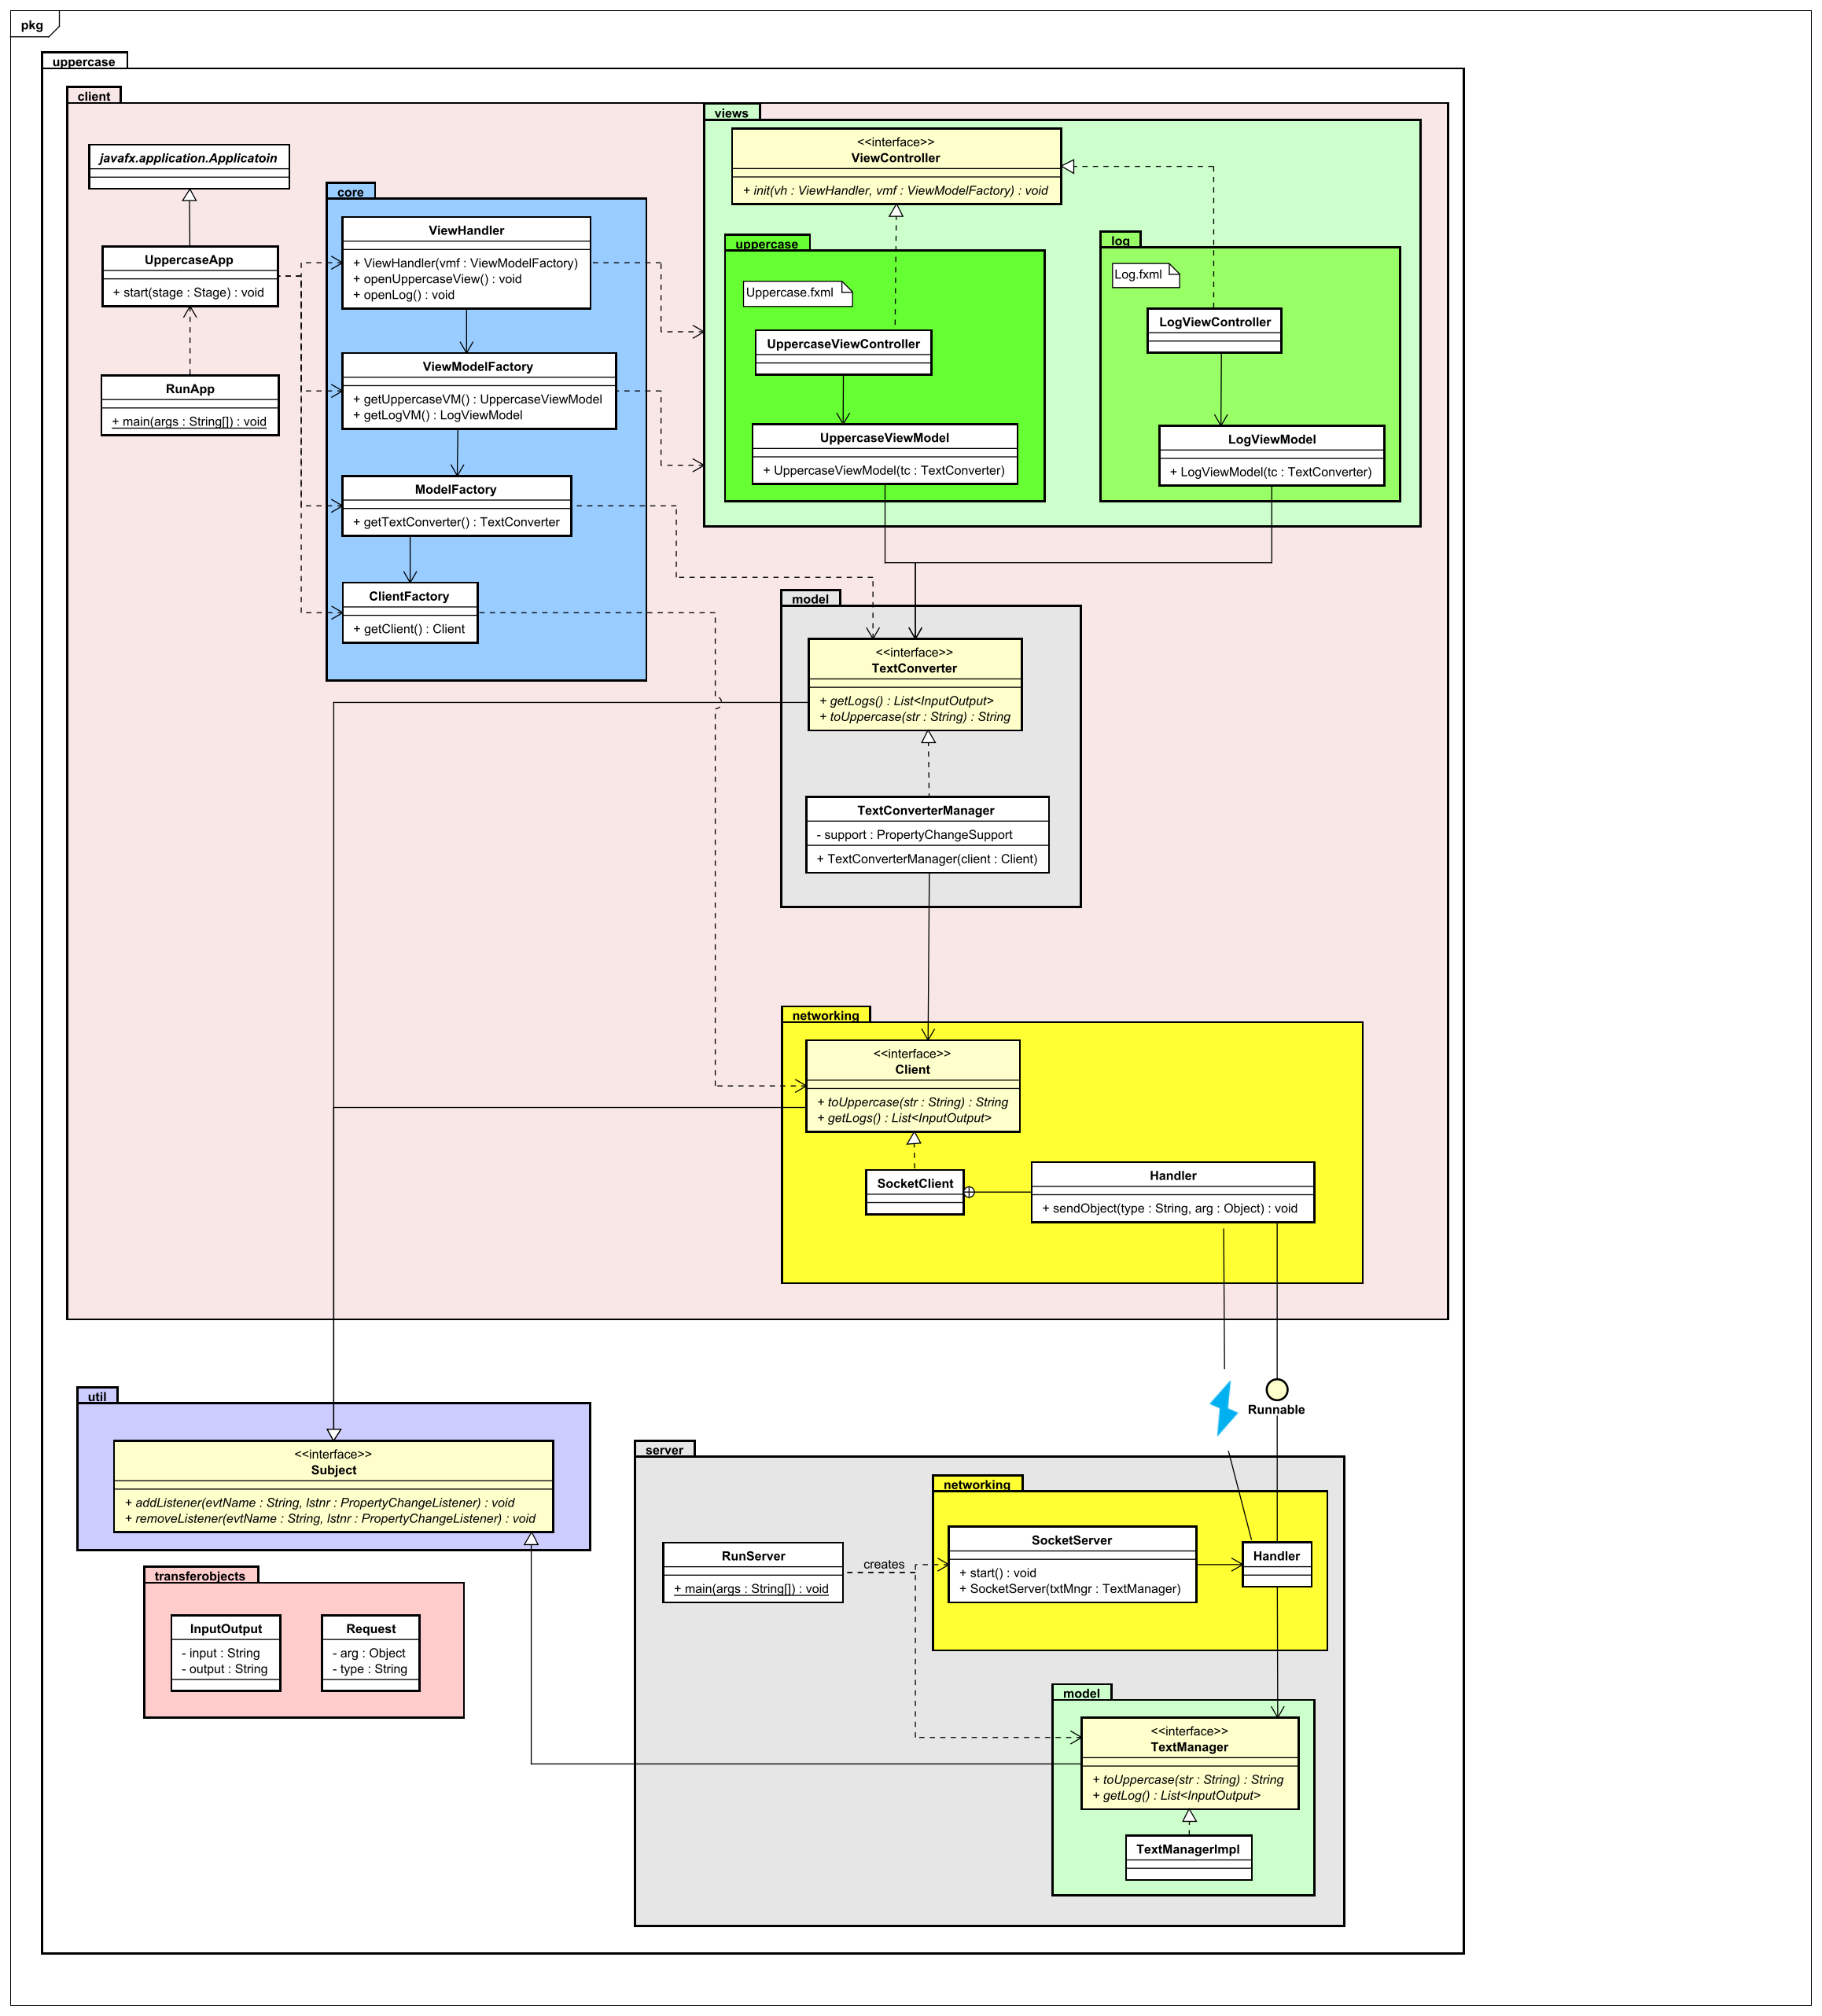 pkg
uppercase
client
javafx.application.Applicatoin
UppercaseApp
+ start(stage : Stage) : void
RunApp
+ main(args : String[]) : void
core
ViewHandler
+ ViewHandler(vmf : ViewModelFactory)
+ openUppercaseView() : void
+ openLog() : void
ViewModelFactory
+ getUppercaseVM() : UppercaseViewModel
+ getLogVM() : LogViewModel
ModelFactory
+ getTextConverter() : TextConverter
ClientFactory
+ getClient() : Client
views
<<interface>>
ViewController
+ init(vh : ViewHandler, vmf : ViewModelFactory) : void
uppercase
Uppercase.fxml
UppercaseViewController
UppercaseViewModel
+ UppercaseViewModel(tc : TextConverter)
log
Log.fxml
LogViewController
LogViewModel
+ LogViewModel(tc : TextConverter)
model
<<interface>>
TextConverter
+ getLogs() : List<InputOutput>
+ toUppercase(str : String) : String
TextConverterManager
- support : PropertyChangeSupport
+ TextConverterManager(client : Client)
networking
<<interface>>
Client
+ toUppercase(str : String) : String
+ getLogs() : List<InputOutput>
SocketClient
Handler
+ sendObject(type : String, arg : Object) : void
Runnable
util
<<interface>>
Subject
+ addListener(evtName : String, lstnr : PropertyChangeListener) : void
+ removeListener(evtName : String, lstnr : PropertyChangeListener) : void
transferobjects
InputOutput
- input : String
- output : String
Request
- arg : Object
- type : String
server
RunServer
+ main(args : String[]) : void
creates
networking
SocketServer
+ start() : void
+ SocketServer(txtMngr : TextManager)
Handler
model
<<interface>>
TextManager
+ toUppercase(str : String) : String
+ getLog() : List<InputOutput>
TextManagerImpl